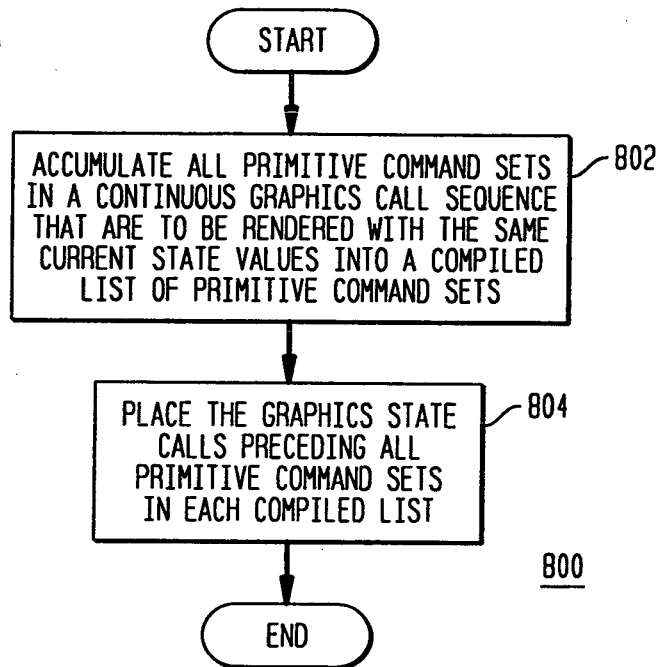 START
ACCUMULATE ALL PRIMITIVE COMMAND SETS
IN A CONTINUOUS GRAPHICS CALL SEQUENCE
THAT ARE TO BE RENDERED WITH THE SAME
CURRENT STATE VALUES INTO A COMPILED
LIST OF PRIMITIVE COMMAND SETS
802
PLACE THE GRAPHICS STATE
CALLS PRECEDING ALL
PRIMITIVE COMMAND SETS
IN EACH COMPILED LIST
804
800
END